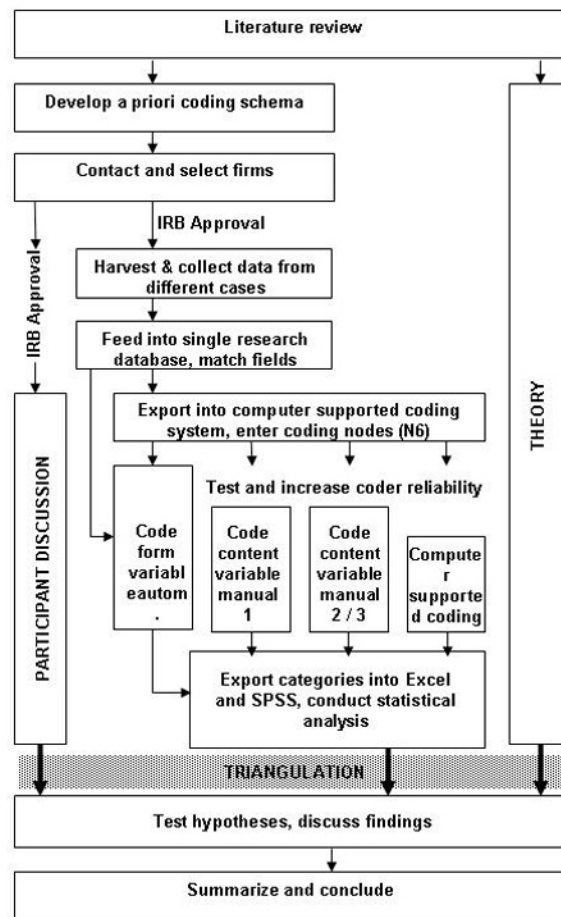 Literature review
Develop a priori coding schema
Contact and select firms
IRB Approval
IRB Approval
Harvest & collect data from
different cases
Feed into single research
database, match fields
Export into computer supported coding
system, enter coding nodes (N6)
THEORY
PARTICIPANT DISCUSSION
Test and increase coder reliability
Code
form
variabl
eautom
.
Code
content
variable
manual
1
Code
content
variable
manual
2 / 3
Compute
r
supporte
d coding
Export categories into Excel
and SPSS, conduct statistical
analysis
TRIANGULATION
Test hypotheses, discuss findings
Summarize and conclude